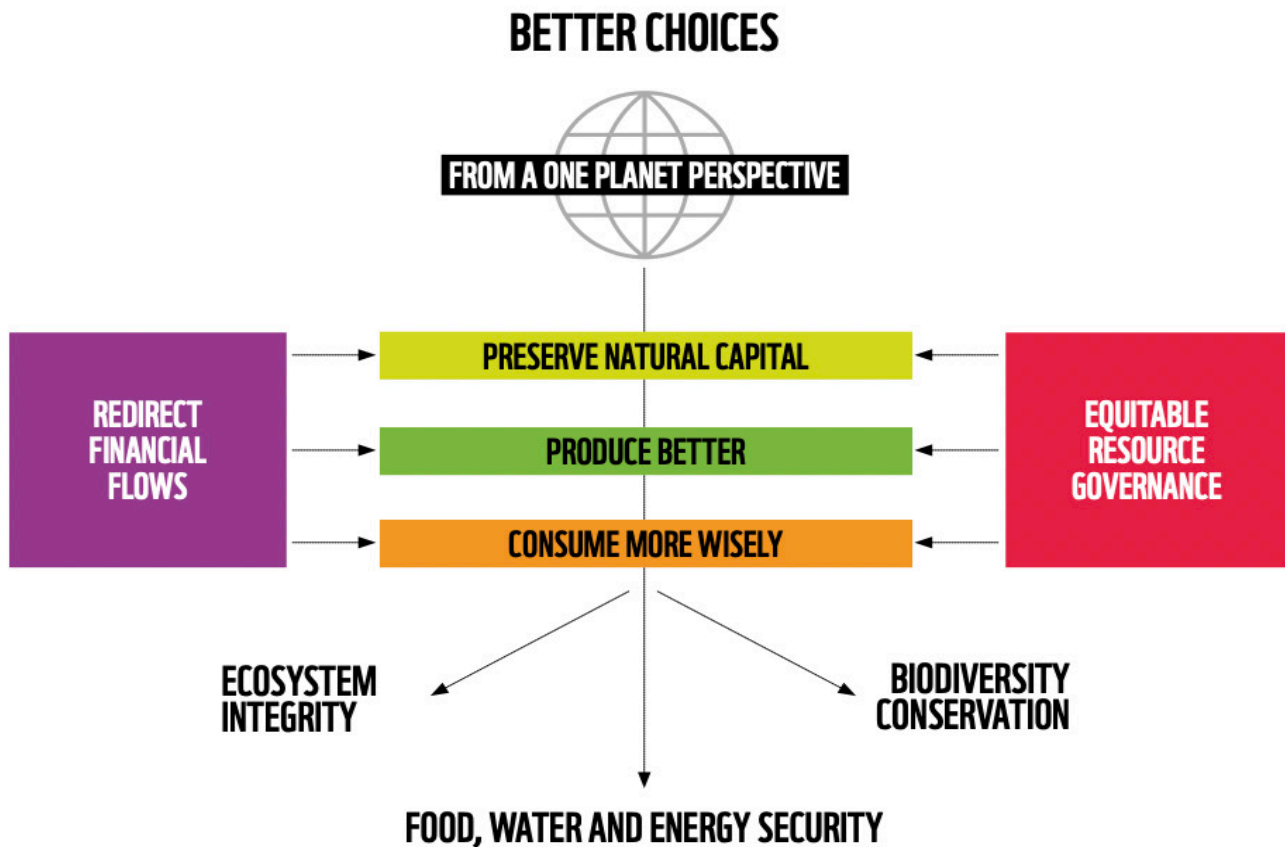 BETTER CHOICES
FROM A ONE PLANET PERSPECTIVE
PRESERVE NATURAL CAPITAL
REDIRECT
FINANCIAL
FLOWS
PRODUCE BETTER
EQUITABLE
RESOURCE
GOVERNANCE
CONSUME MORE WISELY
ECOSYSTEM
INTEGRITY
BIODIVERSITY
CONSERVATION
FOOD, WATER AND ENERGY SECURITY